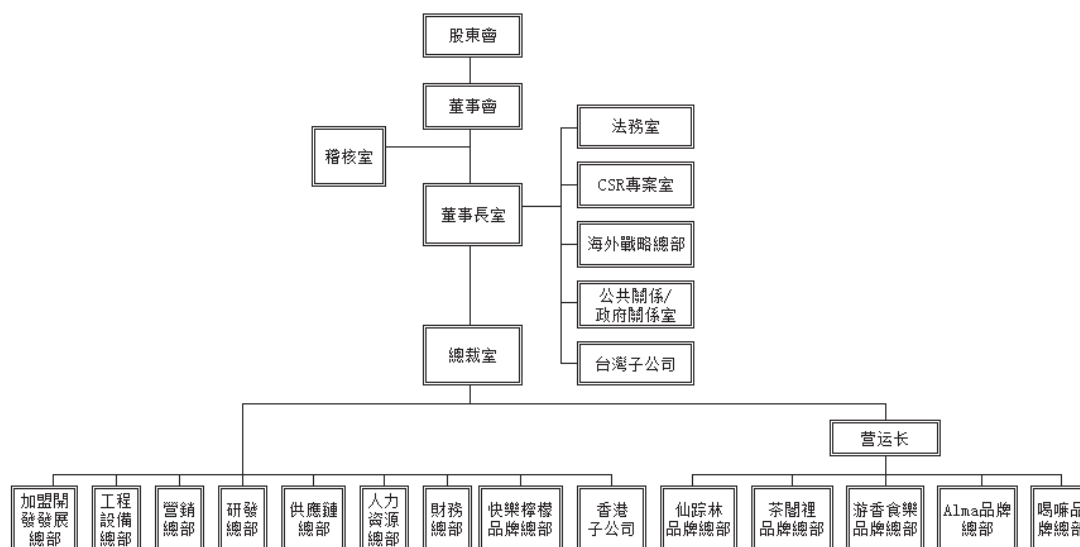 股東會
董事會
稽核室
法務室
CSR專案室
董事長室
海外戰略總部
公共關係/
政府關係室
總裁室
台灣子公司
营运长
加盟開
發發展
總部
工程
設備
總部
營銷
總部
研發
總部
供應鏈
總部
人力
資源
總部
財務
總部
快樂檸檬
品牌總部
香港
子公司
仙踪林
品牌總部
茶閣裡
品牌總部
游香食樂
品牌總部
Alma品牌
總部
喝嘛品
牌總部